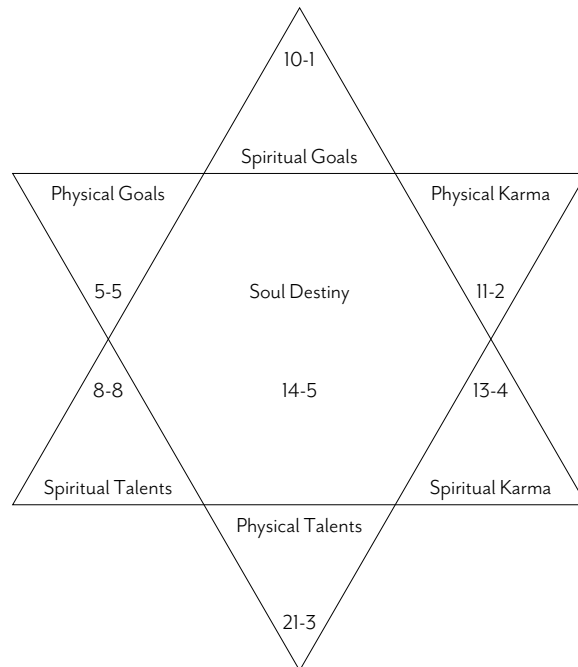 10-1
Spiritual Goals
Physical Goals
Physical Karma
5-5
Soul Destiny
11-2
8-8
14-5
13-4
Spiritual Talents
Spiritual Karma
Physical Talents
21-3